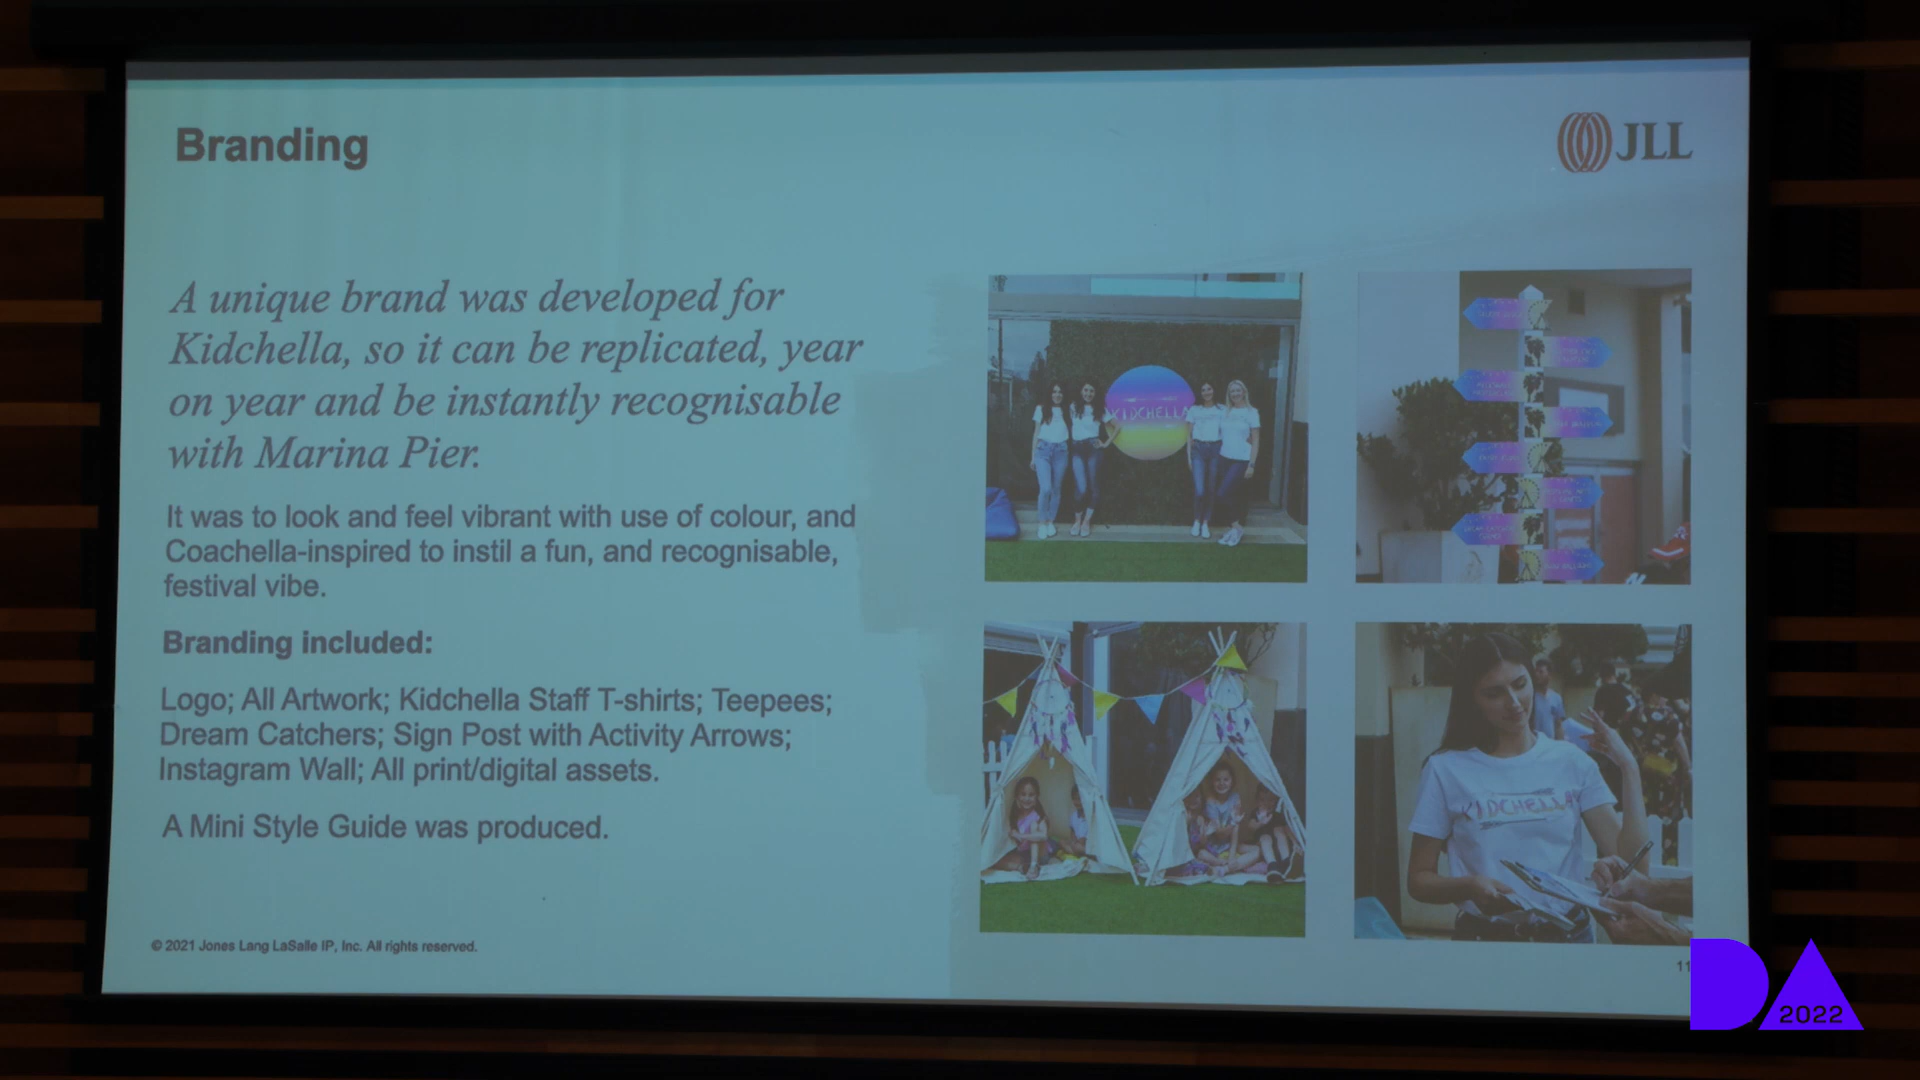 Branding
JLL
A unique brand was developed for
Kidchella, so it can be replicated, year
on year and be instantly recognisable
with Marina Pier.
It was to look and feel vibrant with use of colour, and
Coachella-inspired to instil a fun, and recognisable,
festival vibe.
Branding included:
Logo; All Artwork; Kidchella Staff T-shirts; Teepees;
Dream Catchers; Sign Post with Activity Arrows;
Instagram Wall; All print/digital assets.
A Mini Style Guide was produced.
KIDCHELLA
KIDCHELLA
© 2021 Jones Lang LaSalle IP, Inc. All rights reserved.
11
DA
2022